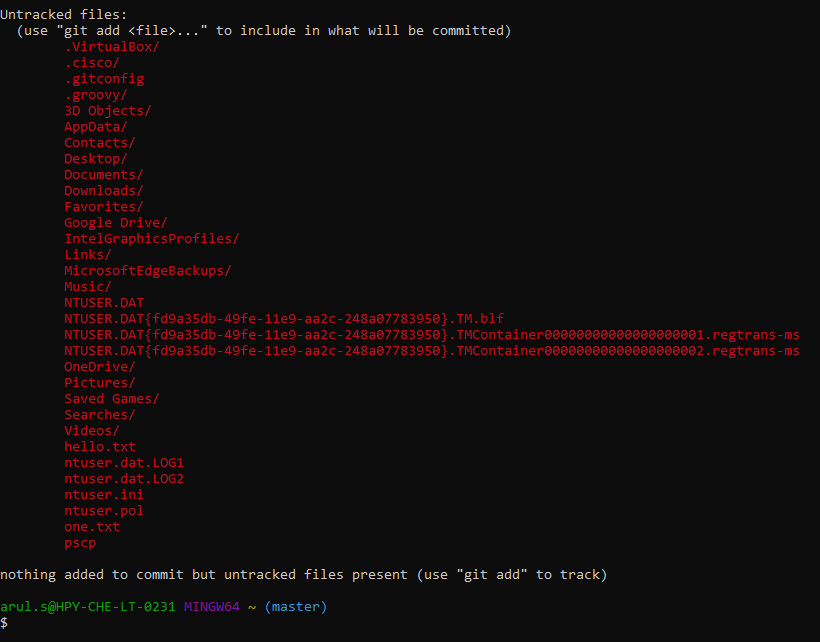 Untracked files:
  (use "git add <file>..." to include in what will be committed)
        .VirtualBox/
        .cisco/
        .gitconfig
        .groovy/
        3D Objects/
        AppData/
        Contacts/
        Desktop/
        Documents/
        Downloads/
        Favorites/
        Google Drive/
        IntelGraphicsProfiles/
        Links/
        MicrosoftEdgeBackups/
        Music/
        NTUSER.DAT
        NTUSER.DAT{fd9a35db-49fe-11e9-aa2c-248a07783950}.TM.blf
        NTUSER.DAT{fd9a35db-49fe-11e9-aa2c-248a07783950}.TMContainer00000000000000000001.regtrans-ms
        NTUSER.DAT{fd9a35db-49fe-11e9-aa2c-248a07783950}.TMContainer00000000000000000002.regtrans-ms
        OneDrive/
        Pictures/
        Saved Games/
        Searches/
        Videos/
        hello.txt
        ntuser.dat.LOG1
        ntuser.dat.LOG2
        ntuser.ini
        ntuser.pol
        one.txt
        pscp
nothing added to commit but untracked files present (use "git add" to track)
arul.s@HPY-CHE-LT-0231 MINGW64 ~ (master)
$